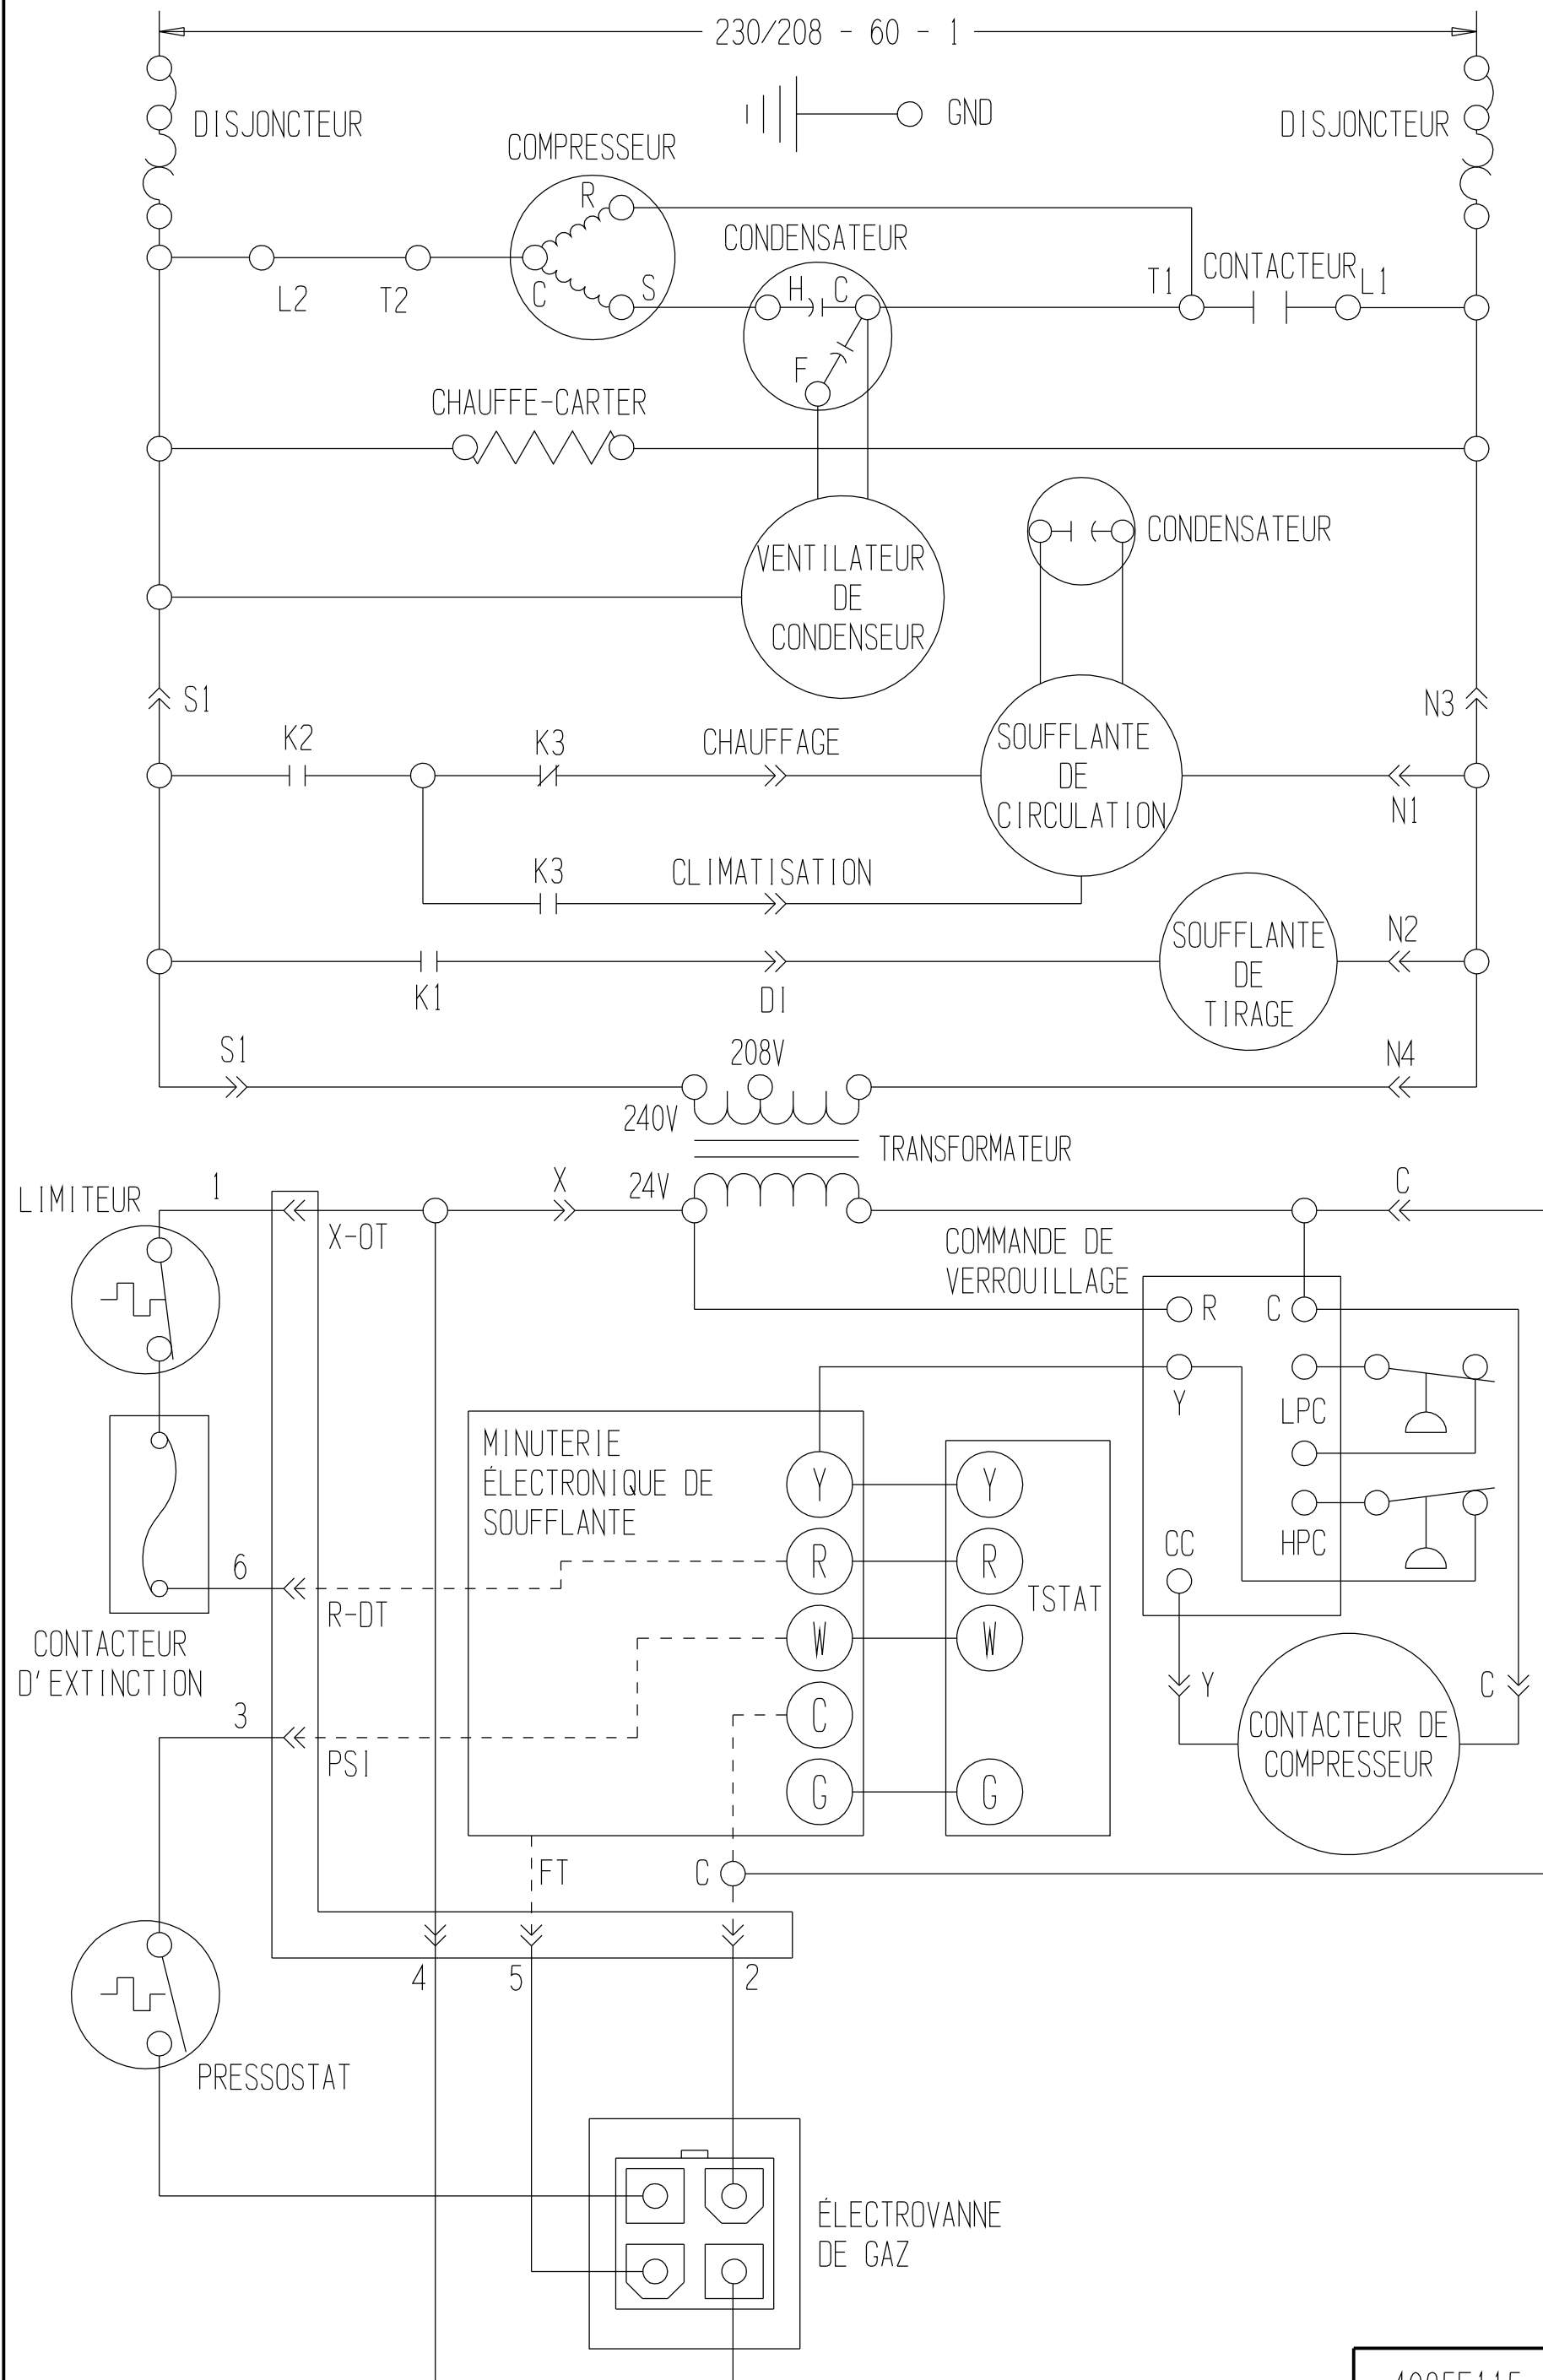 230/208 - 60 - 1
DISJONCTEUR
GND
DISJONCTEUR
COMPRESSEUR
R
CONDENSATEUR
CONTACTEUR
T1
L1
C
S
H
C
L2
T2
F
CHAUFFE-CARTER
CONDENSATEUR
VENTILATEUR
DE
CONDENSEUR
S1
N3
K2
K3
CHAUFFAGE
SOUFFLANTE
DE
CIRCULATION
N1
K3
CLIMATISATION
SOUFFLANTE
DE
TIRAGE
N2
K1
DI
S1
208V
N4
240V
TRANSFORMATEUR
LIMITEUR
1
X
24V
C
X-OT
COMMANDE DE
VERROUILLAGE
R
C
Y
LPC
MINUTERIE
ÉLECTRONIQUE DE
SOUFFLANTE
Y
Y
HPC
CC
6
R
R
TSTAT
R-DT
W
W
CONTACTEUR
D'EXTINCTION
Y
C
3
C
CONTACTEUR DE
COMPRESSEUR
PSI
G
G
FT
C
4
5
2
PRESSOSTAT
ÉLECTROVANNE
DE GAZ